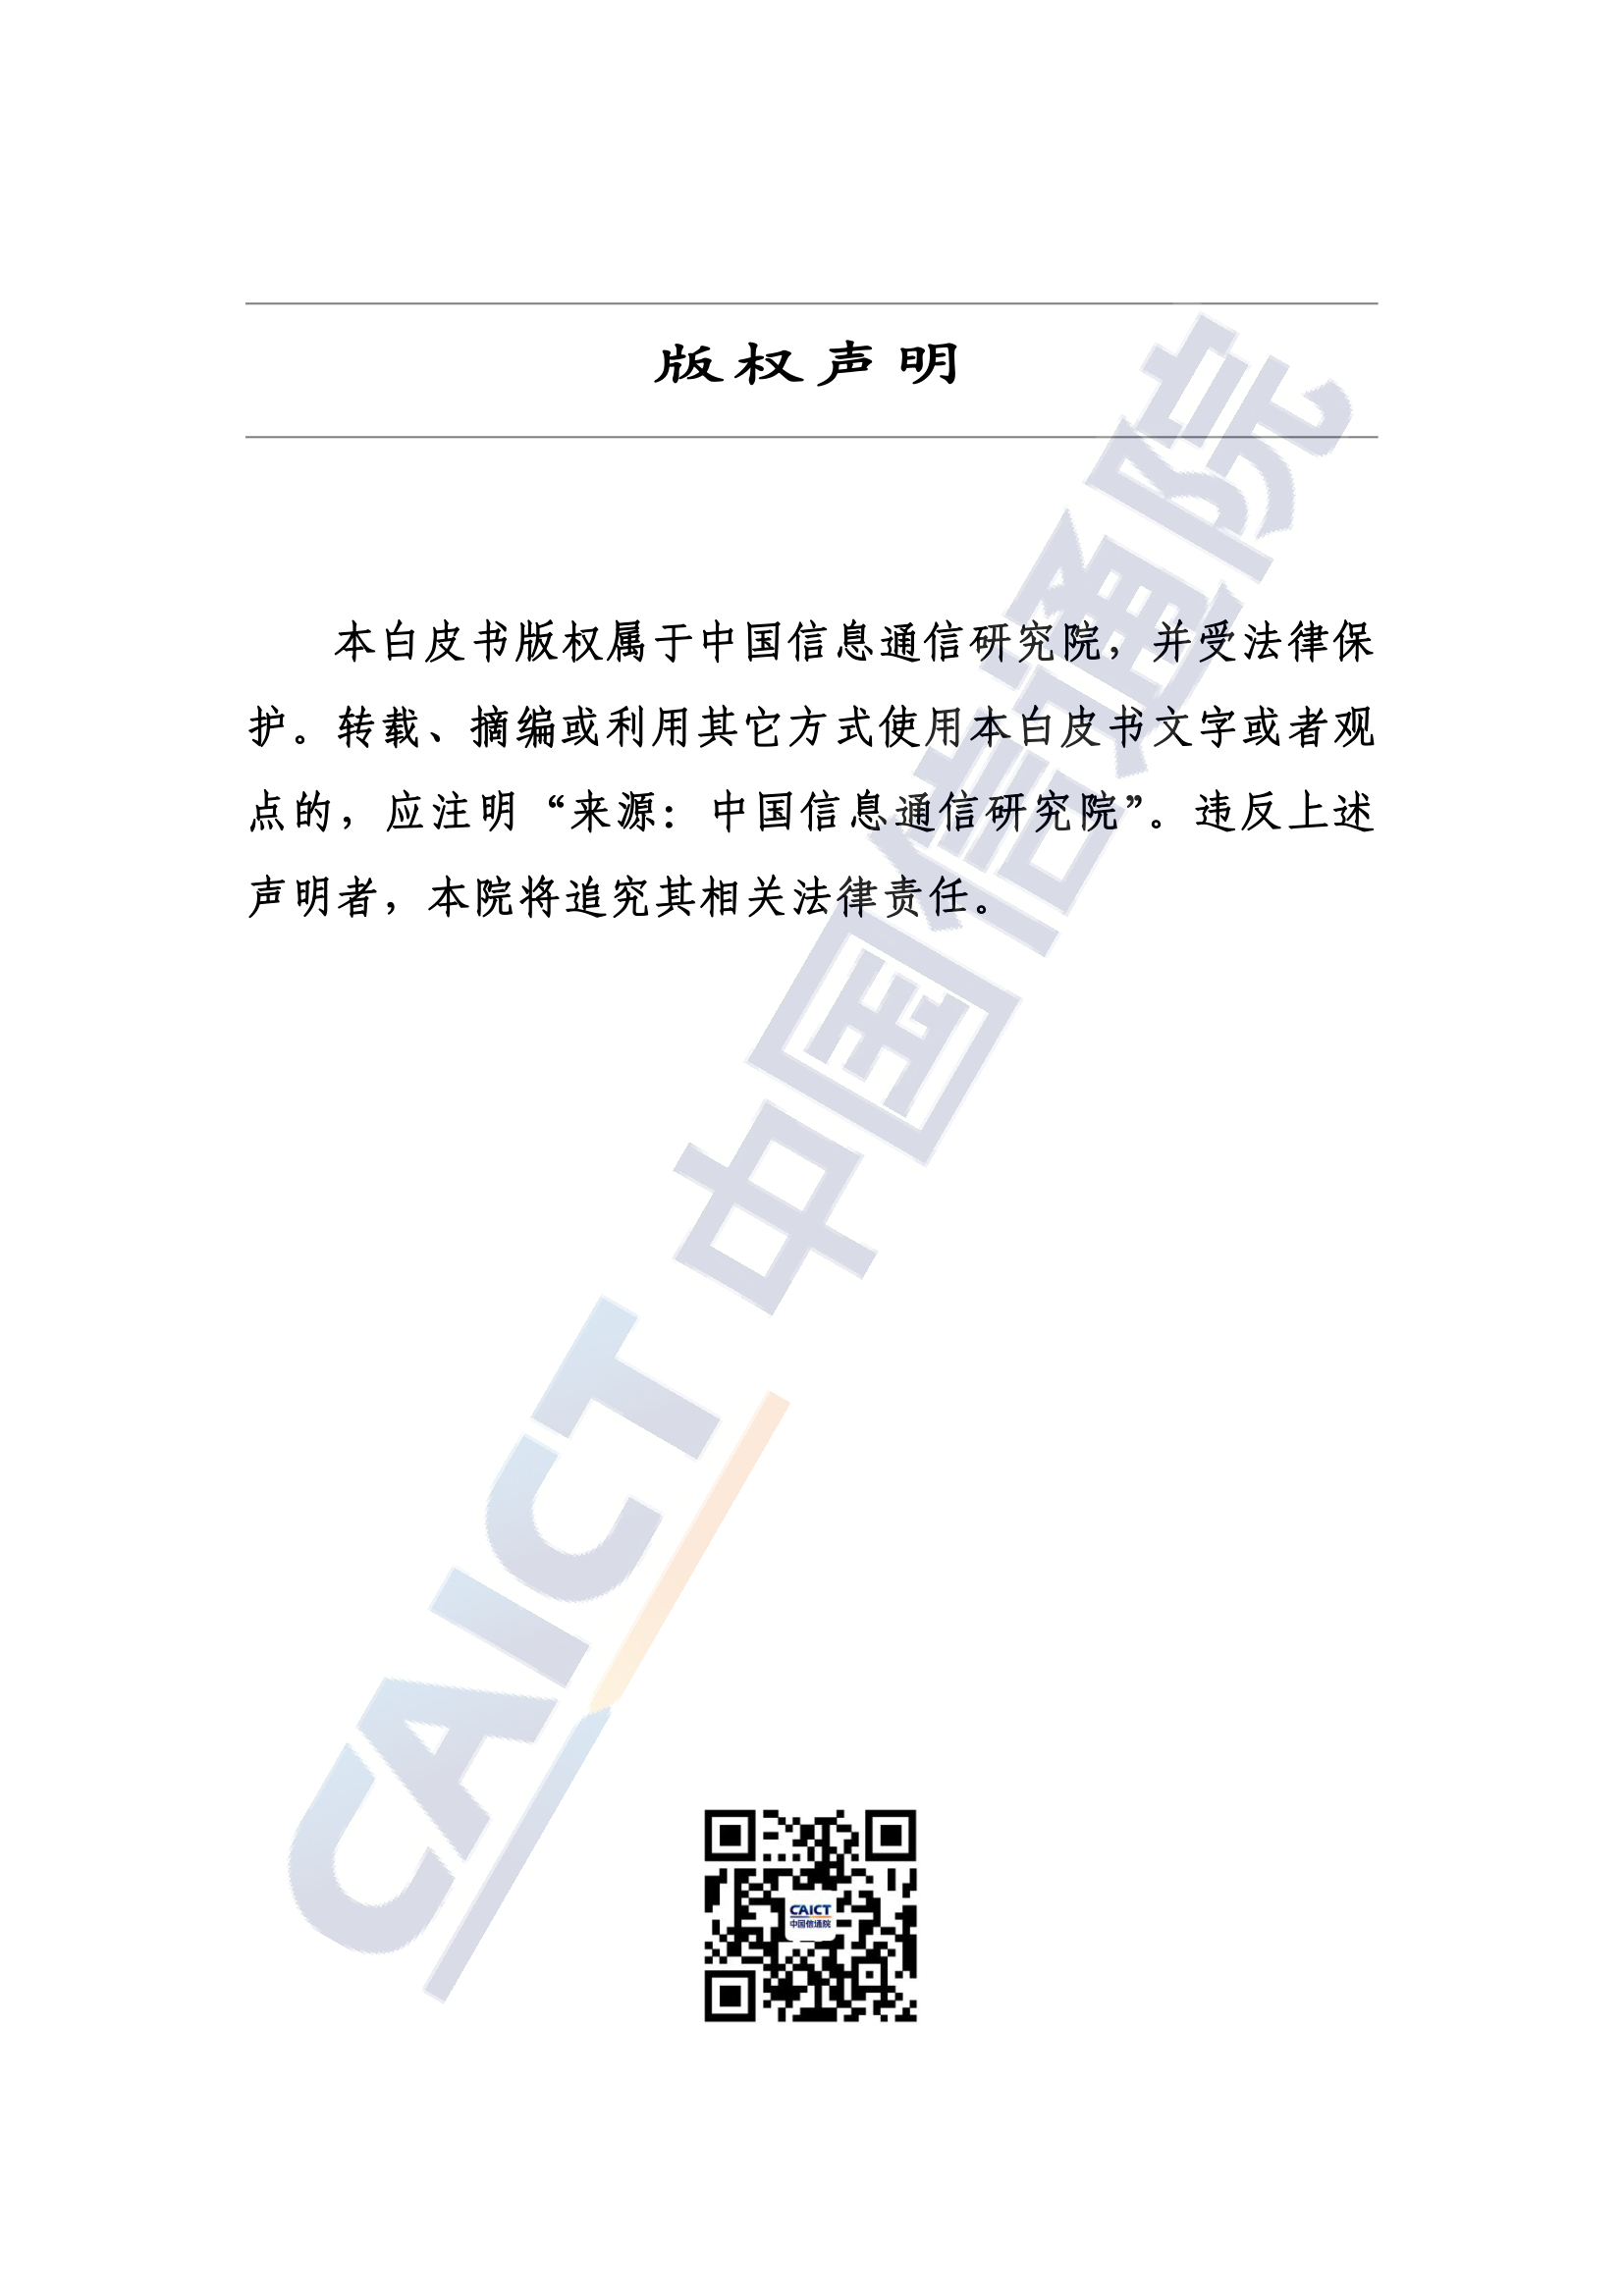 版权声明
本白皮书版权属于中国信息通信研究院，并受法律保
护。转载、摘编或利用其它方式使用本白皮书文字或者观
点的，应注明“来源：中国信息通信研究院”。违反上述
声明者，本院将追究其相关法律责任。
CAICT 中国信通院
CAICT
中国信通院